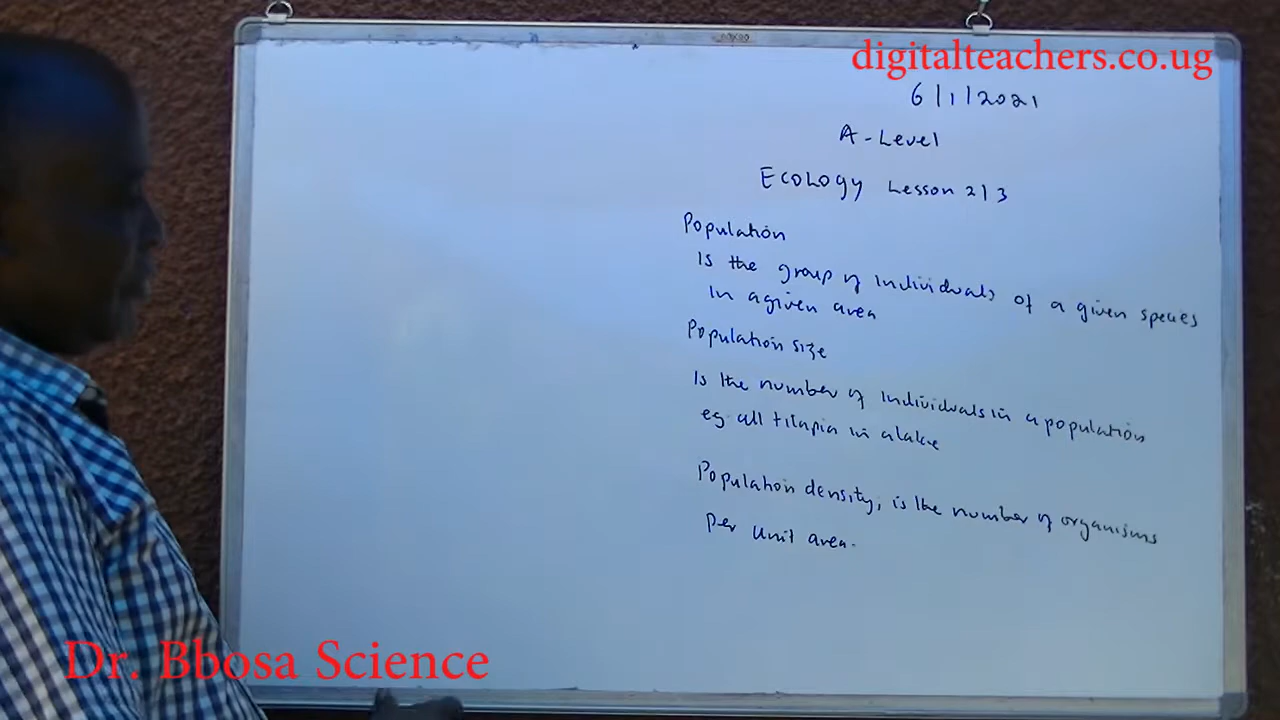 digitalteachers.co.ug
6/1/2021
A-Level
Ecology Lesson 2/3
Population
Is the group of individuals of a given species
in a given area
Population size
Is the number of individuals in a population
eg all tilapia in a lake
Population density, is the number of organisms
per unit area.
Dr. Bbosa Science